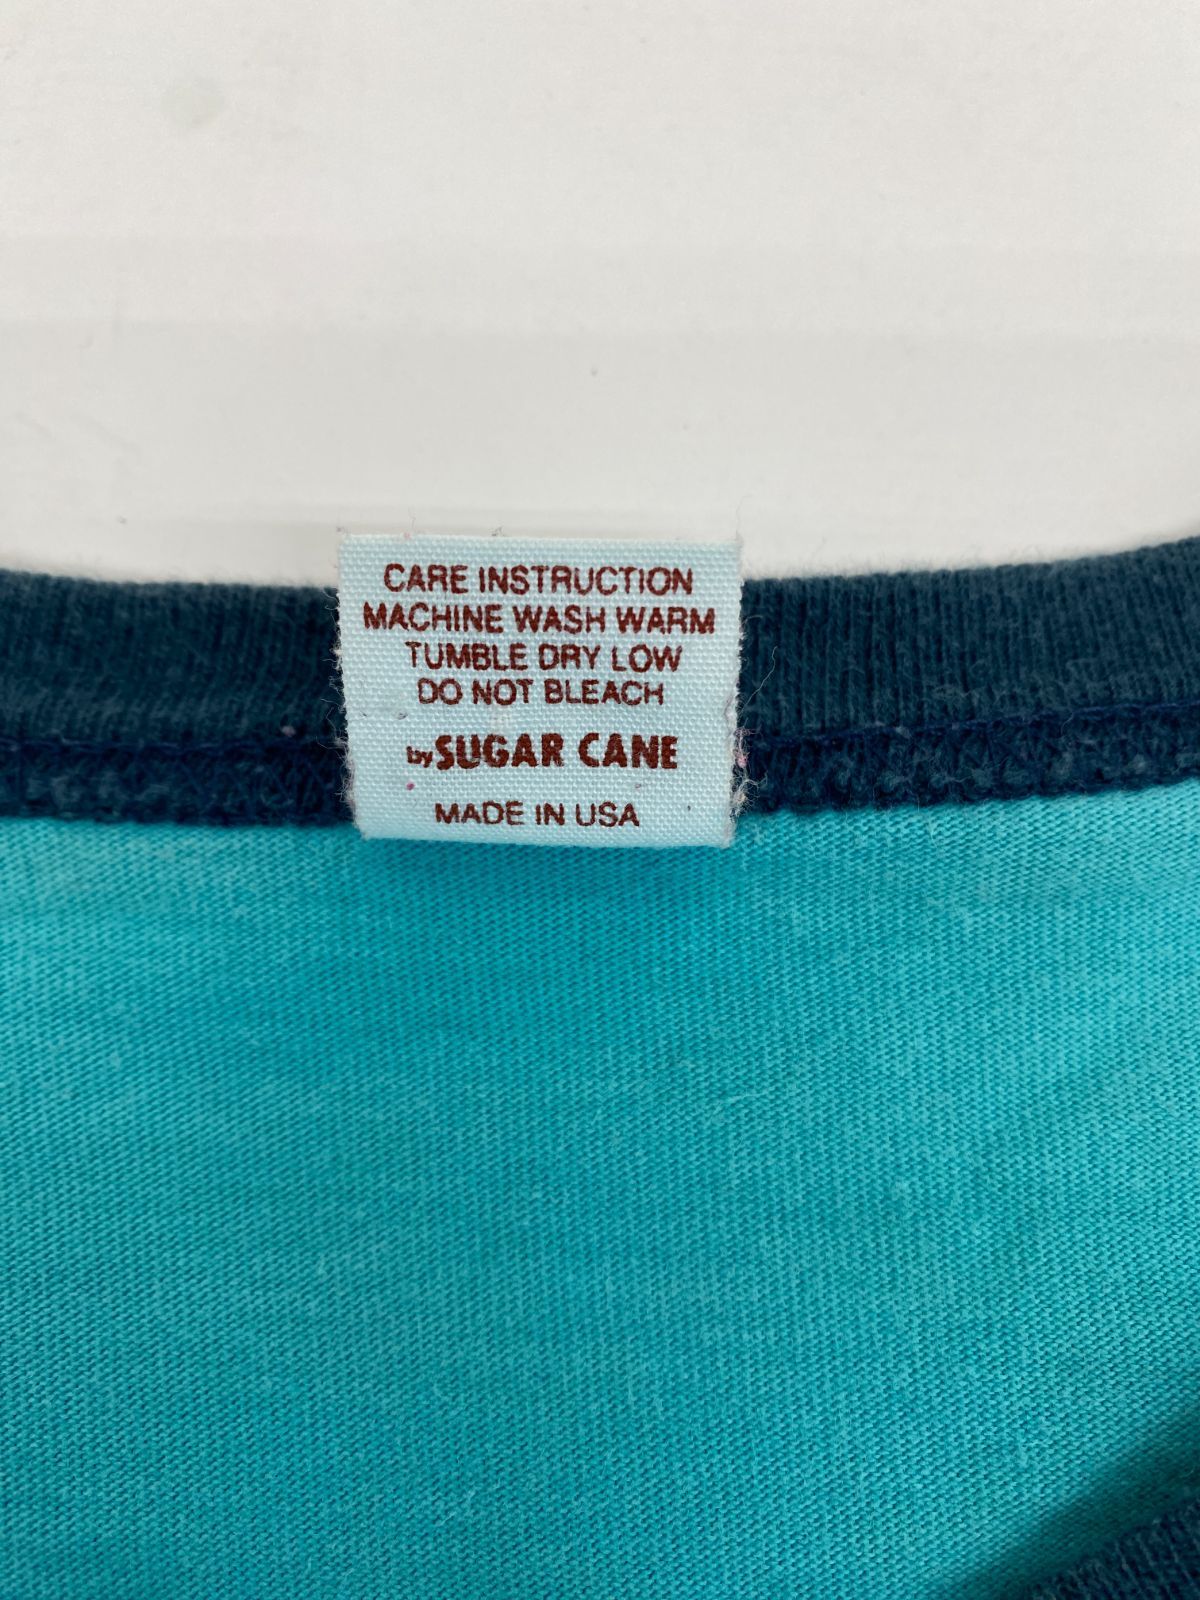 CARE INSTRUCTION
MACHINE WASH WARM
TUMBLE DRY LOW
DO NOT BLEACH
by SUGAR CANE
MADE IN USA